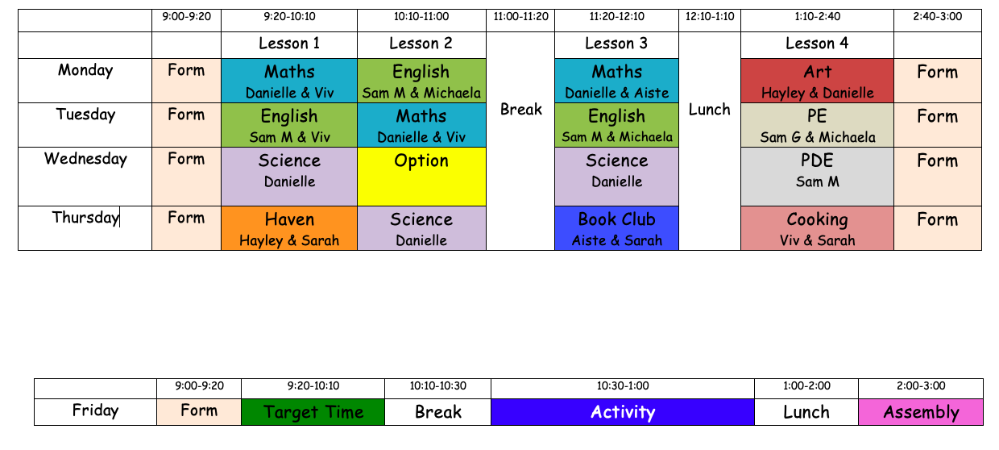 9:00-9:20 9:20-10:10 10:10-11:00 11:00-11:20 11:20-12:10 12:10-1:10 1:10-2:40 2:40-3:00
Lesson 1 Lesson 2 Lesson 3 Lesson 4
Monday Form Maths English Maths Art Form
Danielle & Viv Sam M & Michaela Danielle & Aiste Hayley & Danielle
Break Lunch
Tuesday Form English Maths English PE Form
Sam M & Viv Danielle & Viv Sam M & Michaela Sam G & Michaela
Wednesday Form Science Option Science PDE Form
Danielle Danielle Sam M
Thursday Form Haven Science Book Club Cooking Form
Hayley & Sarah Danielle Aiste & Sarah Viv & Sarah
9:00-9:20 9:20-10:10 10:10-10:30 10:30-1:00 1:00-2:00 2:00-3:00
Friday Form Target Time Break Activity Lunch Assembly